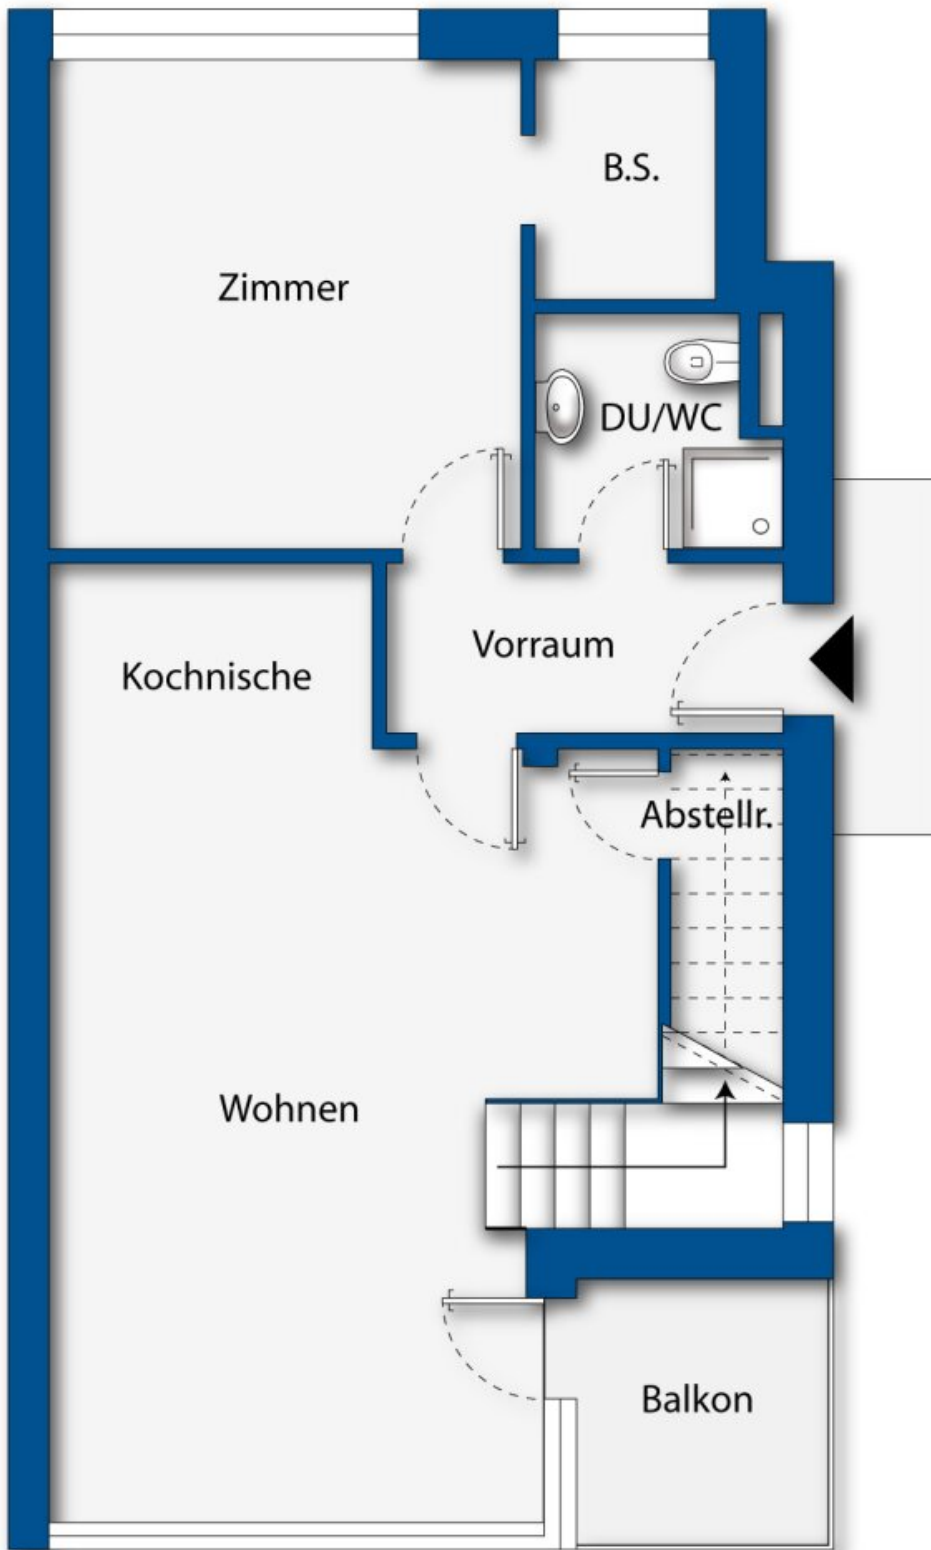 B.S.
Zimmer
DU/WC
Vorraum
Kochnische
Abstellr.
Wohnen
Balkon